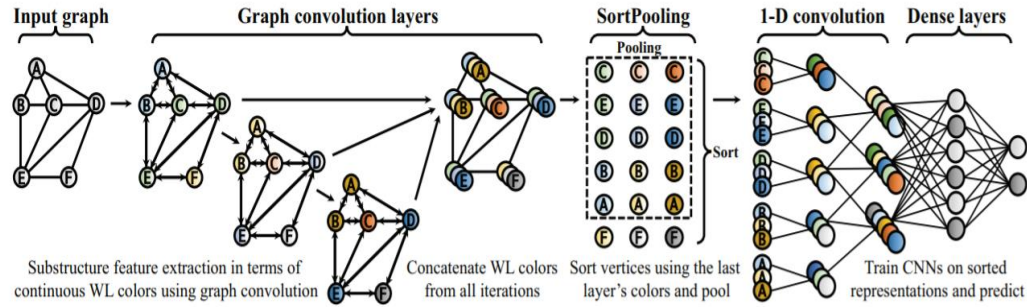 Input graph
Graph convolution layers
SortPooling
1-D convolution
Dense layers
Pooling
A
B C D
E F
A
B C D
E F
A
B C D
E F
A
B C D
E F
A
B C D
E F
C C C
E E E
D D D
B B B
A A A
F F F
Sort
C
C
C
E
E
E
D
D
D
B
B
B
A
A
A
Substructure feature extraction in terms of
continuous WL colors using graph convolution
Concatenate WL colors
from all iterations
Sort vertices using the last
layer's colors and pool
Train CNNs on sorted
representations and predict